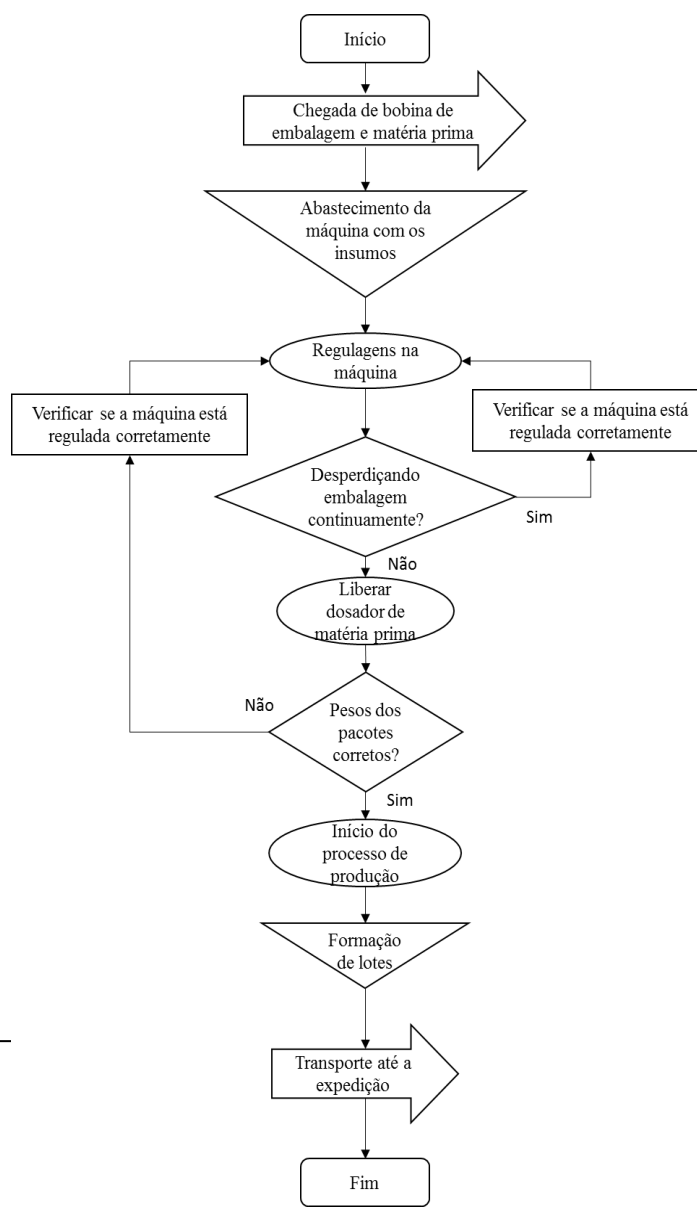 Início
Chegada de bobina de
embalagem e matéria prima
Abastecimento da
máquina com os
insumos
Regulagens na
máquina
Verificar se a máquina está
regulada corretamente
Verificar se a máquina está
regulada corretamente
Desperdiçando
embalagem
continuamente?
Sim
Não
Liberar
dosador de
matéria prima
Não
Pesos dos
pacotes
corretos?
Sim
Início do
processo de
produção
Formação
de lotes
Transporte até a
expedição
Fim